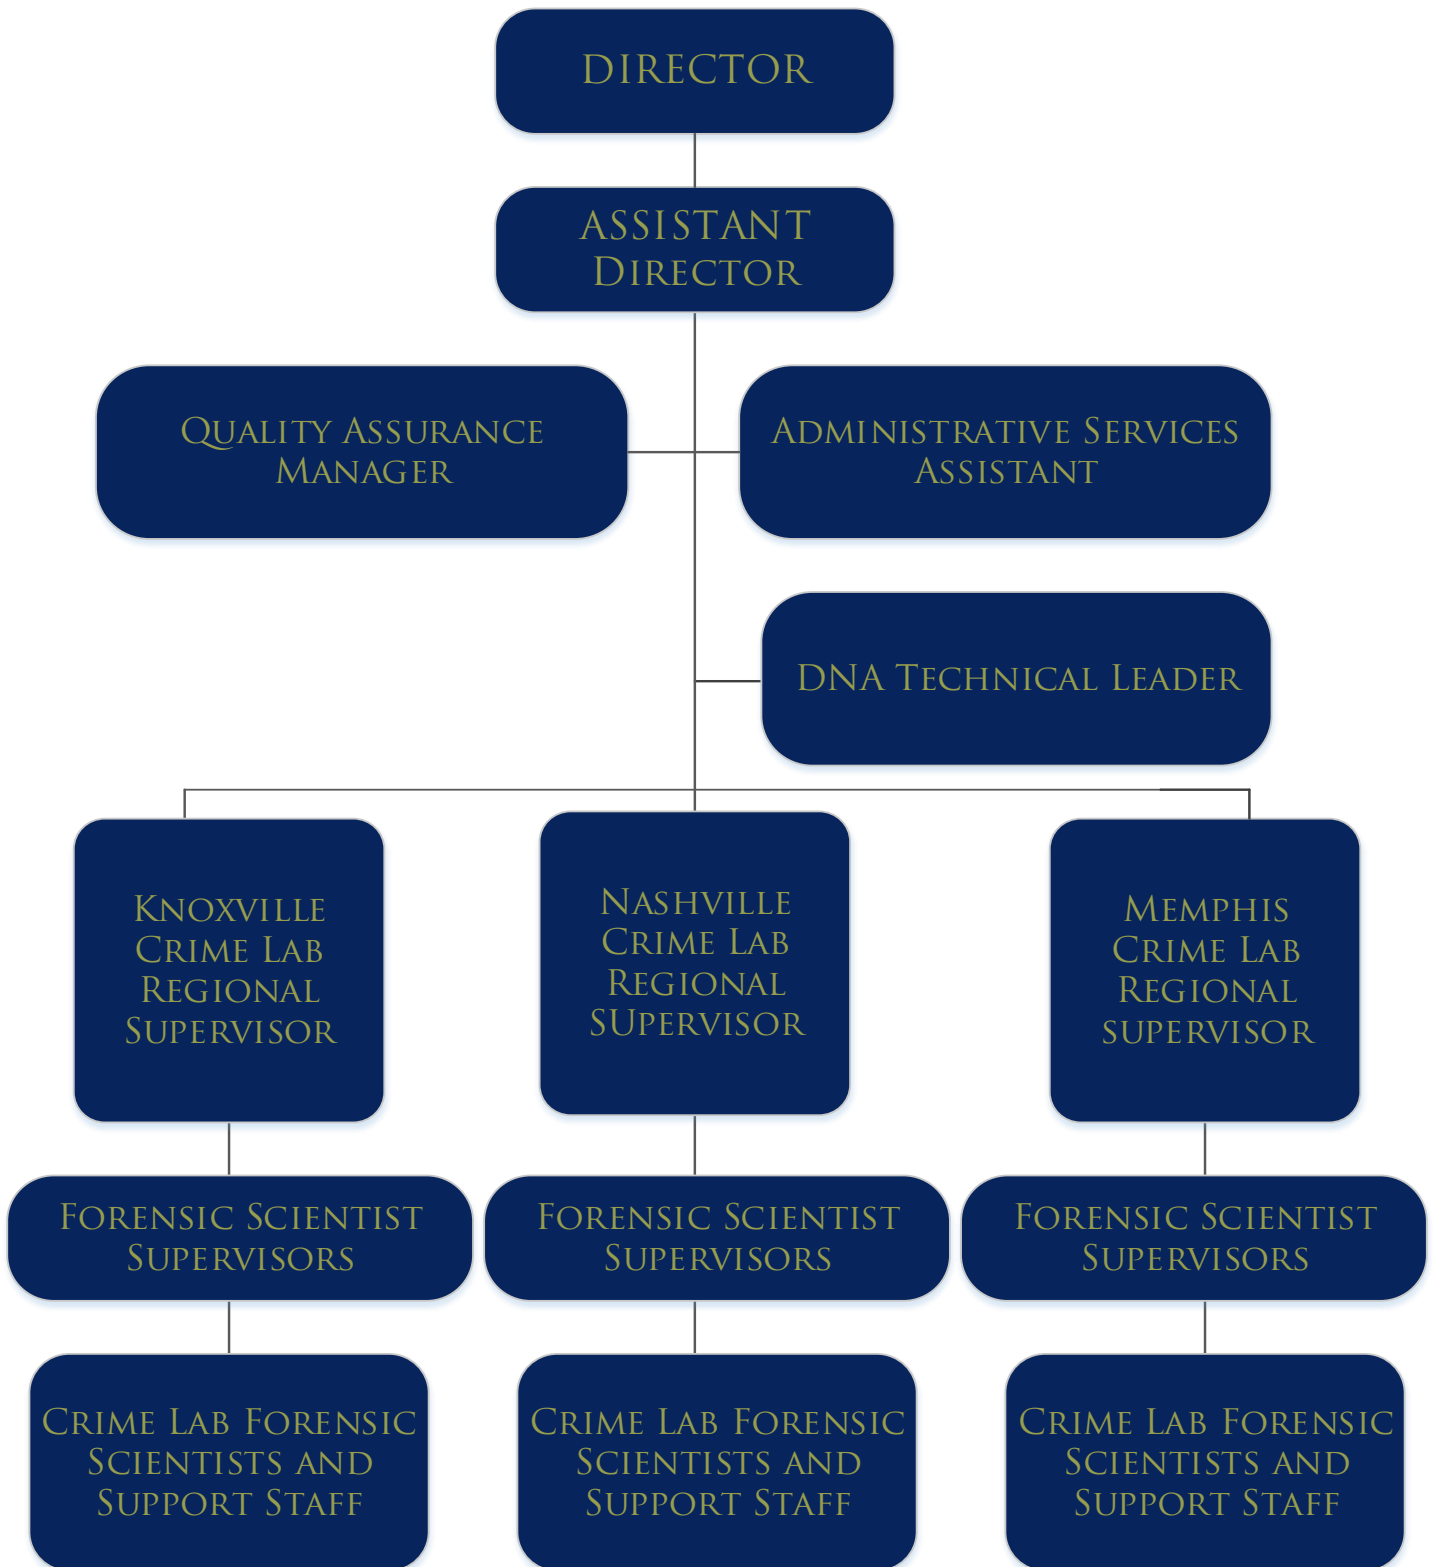 DIRECTOR
ASSISTANT
DIRECTOR
QUALITY ASSURANCE
MANAGER
ADMINISTRATIVE SERVICES
ASSISTANT
DNA TECHNICAL LEADER
KNOXVILLE
CRIME LAB
REGIONAL
SUPERVISOR
NASHVILLE
CRIME LAB
REGIONAL
SUPERVISOR
MEMPHIS
CRIME LAB
REGIONAL
SUPERVISOR
FORENSIC SCIENTIST
SUPERVISORS
FORENSIC SCIENTIST
SUPERVISORS
FORENSIC SCIENTIST
SUPERVISORS
CRIME LAB FORENSIC
SCIENTISTS AND
SUPPORT STAFF
CRIME LAB FORENSIC
SCIENTISTS AND
SUPPORT STAFF
CRIME LAB FORENSIC
SCIENTISTS AND
SUPPORT STAFF